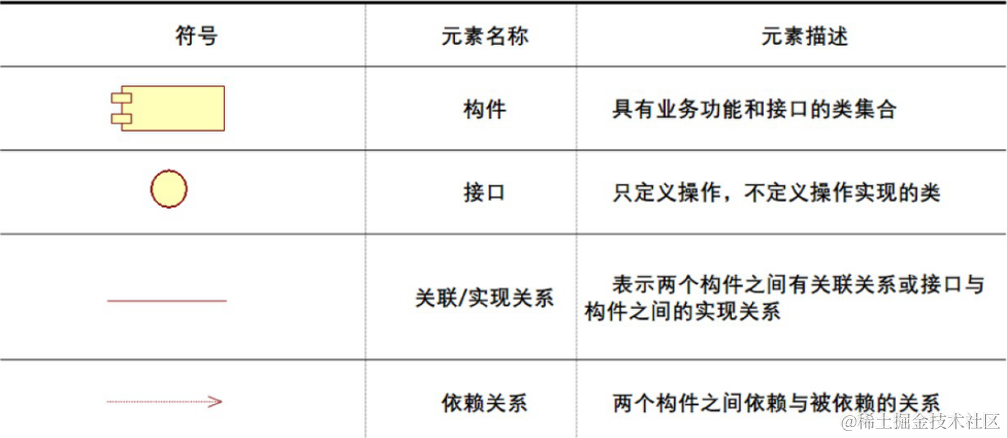 符号 元素名称 元素描述
构件 具有业务功能和接口的类集合
接口 只定义操作，不定义操作实现的类
关联/实现关系 表示两个构件之间有关联关系或接口与
构件之间的实现关系
依赖关系 两个构件之间依赖与被依赖的关系
@稀土掘金技术社区